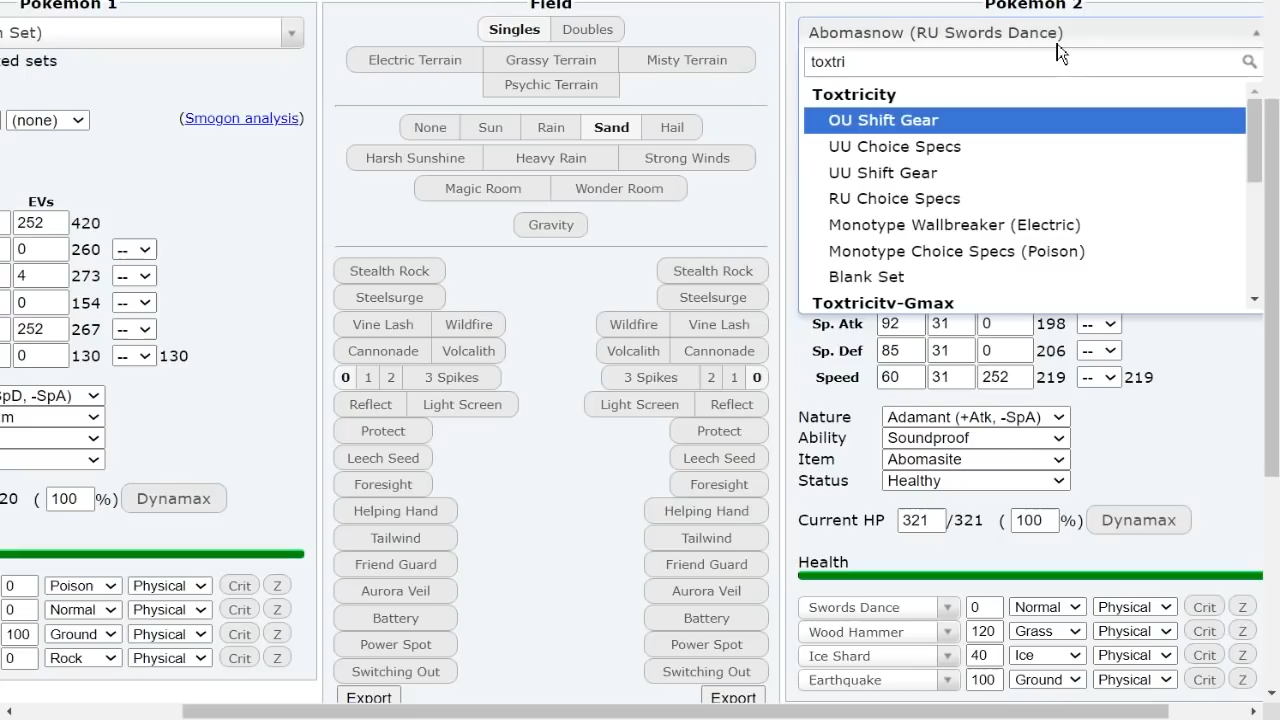 Pokémon 1
n Set)
ted sets
(none)
(Smogon analysis)
EVs
252 420
0 260 --
4 273 --
0 154 --
252 267 --
0 130 -- 130
SpD, -SpA)
m
20 ( 100 %) Dynamax
0 Poison Physical Crit Z
0 Normal Physical Crit Z
100 Ground Physical Crit Z
0 Rock Physical Crit Z
Field
Singles Doubles
Electric Terrain Grassy Terrain Misty Terrain
Psychic Terrain
None Sun Rain Sand Hail
Harsh Sunshine Heavy Rain Strong Winds
Magic Room Wonder Room
Gravity
Stealth Rock Stealth Rock
Steelsurge Steelsurge
Vine Lash Wildfire Wildfire Vine Lash
Cannonade Volcalith Volcalith Cannonade
0 1 2 3 Spikes 3 Spikes 2 1 0
Reflect Light Screen Light Screen Reflect
Protect Protect
Leech Seed Leech Seed
Foresight Foresight
Helping Hand Helping Hand
Tailwind Tailwind
Friend Guard Friend Guard
Aurora Veil Aurora Veil
Battery Battery
Power Spot Power Spot
Switching Out Switching Out
Export Export
Pokémon 2
Abomasnow (RU Swords Dance)
toxtri
Toxtricity
OU Shift Gear
UU Choice Specs
UU Shift Gear
RU Choice Specs
Monotype Wallbreaker (Electric)
Monotype Choice Specs (Poison)
Blank Set
Toxtricity-Gmax
Sp. Atk 92 31 0 198 --
Sp. Def 85 31 0 206 --
Speed 60 31 252 219 -- 219
Nature Adamant (+Atk, -SpA)
Ability Soundproof
Item Abomasite
Status Healthy
Current HP 321 /321 ( 100 %) Dynamax
Health
Swords Dance 0 Normal Physical Crit Z
Wood Hammer 120 Grass Physical Crit Z
Ice Shard 40 Ice Physical Crit Z
Earthquake 100 Ground Physical Crit Z